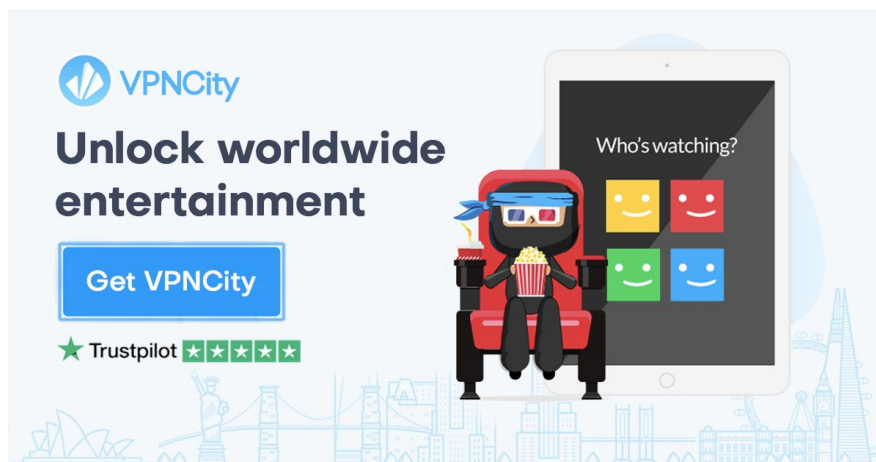 VPNCity
Unlock worldwide
entertainment
Get VPNCity
Trustpilot
Who's watching?